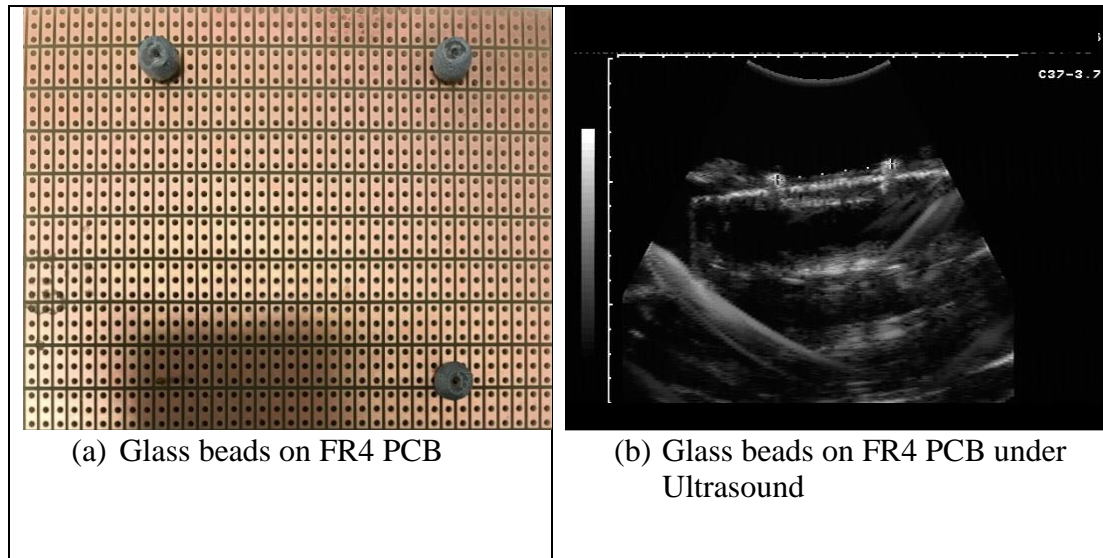 C37-3.7
(a) Glass beads on FR4 PCB
(b) Glass beads on FR4 PCB under
Ultrasound